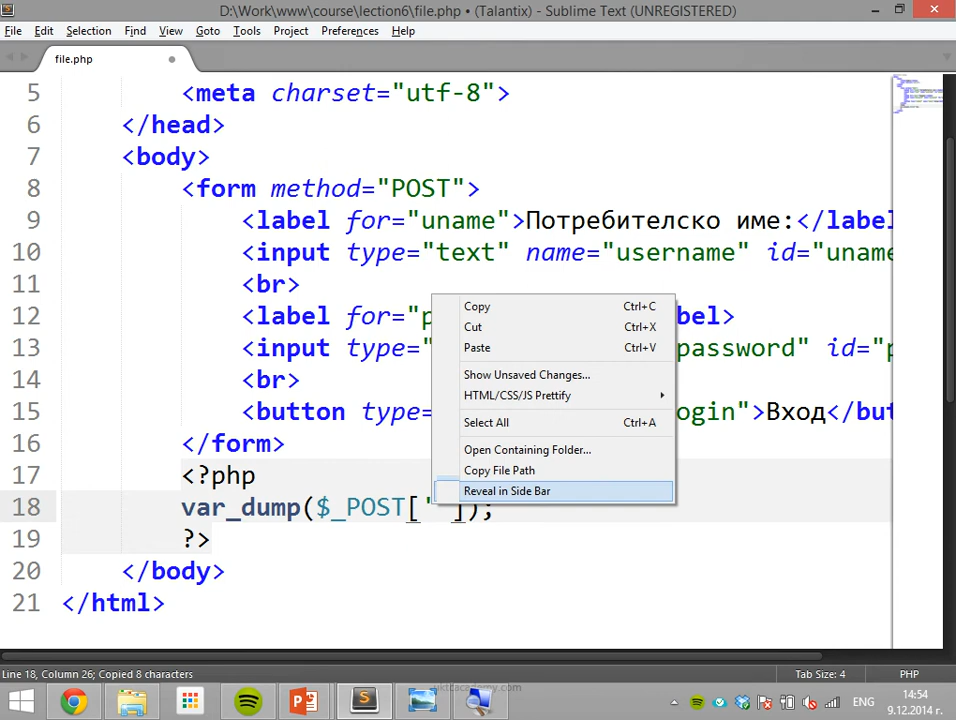 D:\Work\www\course\lection6\file.php • (Talantix) - Sublime Text (UNREGISTERED)
File Edit Selection Find View Goto Tools Project Preferences Help
file.php
5 <meta charset="utf-8">
6 </head>
7 <body>
8 <form method="POST">
9 <label for="uname">Потребителско име:</label
10 <input type="text" name="username" id="uname
11 <br>
12 <label for="p bel>
13 <input type=" password" id="p
14 <br>
15 <button type= ogin">Вход</but
16 </form>
17 <?php
18 var_dump($_POST[' ']);
19 ?>
20 </body>
21 </html>
Copy Ctrl+C
Cut Ctrl+X
Paste Ctrl+V
Show Unsaved Changes...
HTML/CSS/JS Prettify
Select All Ctrl+A
Open Containing Folder...
Copy File Path
Reveal in Side Bar
Line 18, Column 26; Copied 8 characters Tab Size: 4 PHP
ENG 14:54
9.12.2014 г.